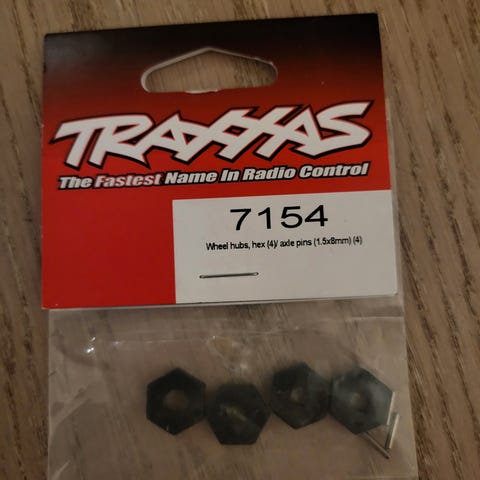 TRAXXAS
The Fastest Name In Radio Control
7154
Wheel hubs, hex (4)/ axle pins (1.5x8mm) (4)